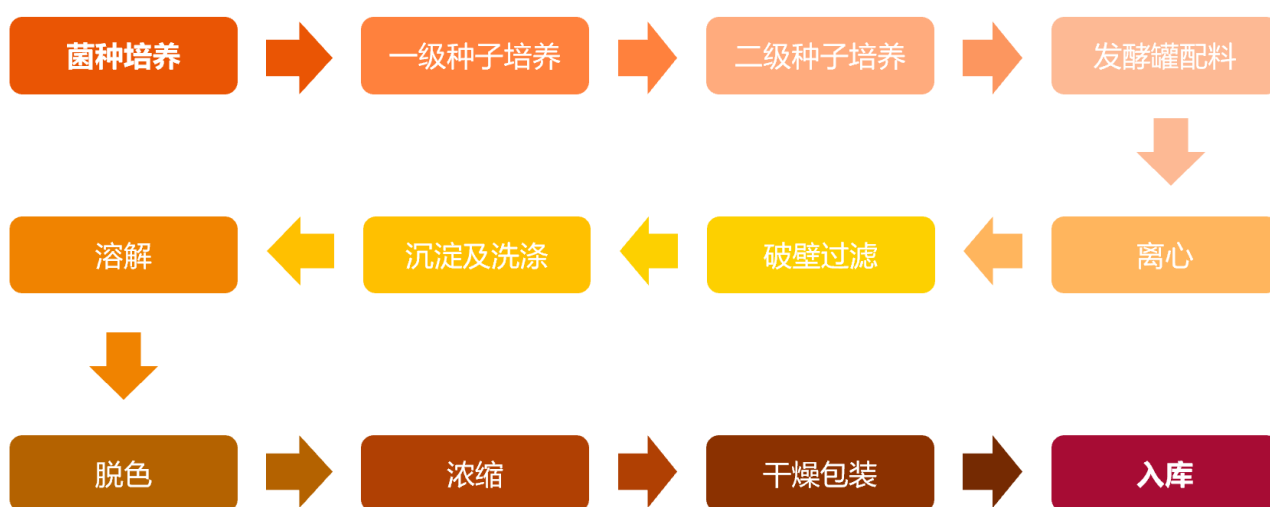 菌种培养
一级种子培养
二级种子培养
发酵罐配料
离心
破壁过滤
沉淀及洗涤
溶解
脱色
浓缩
干燥包装
入库